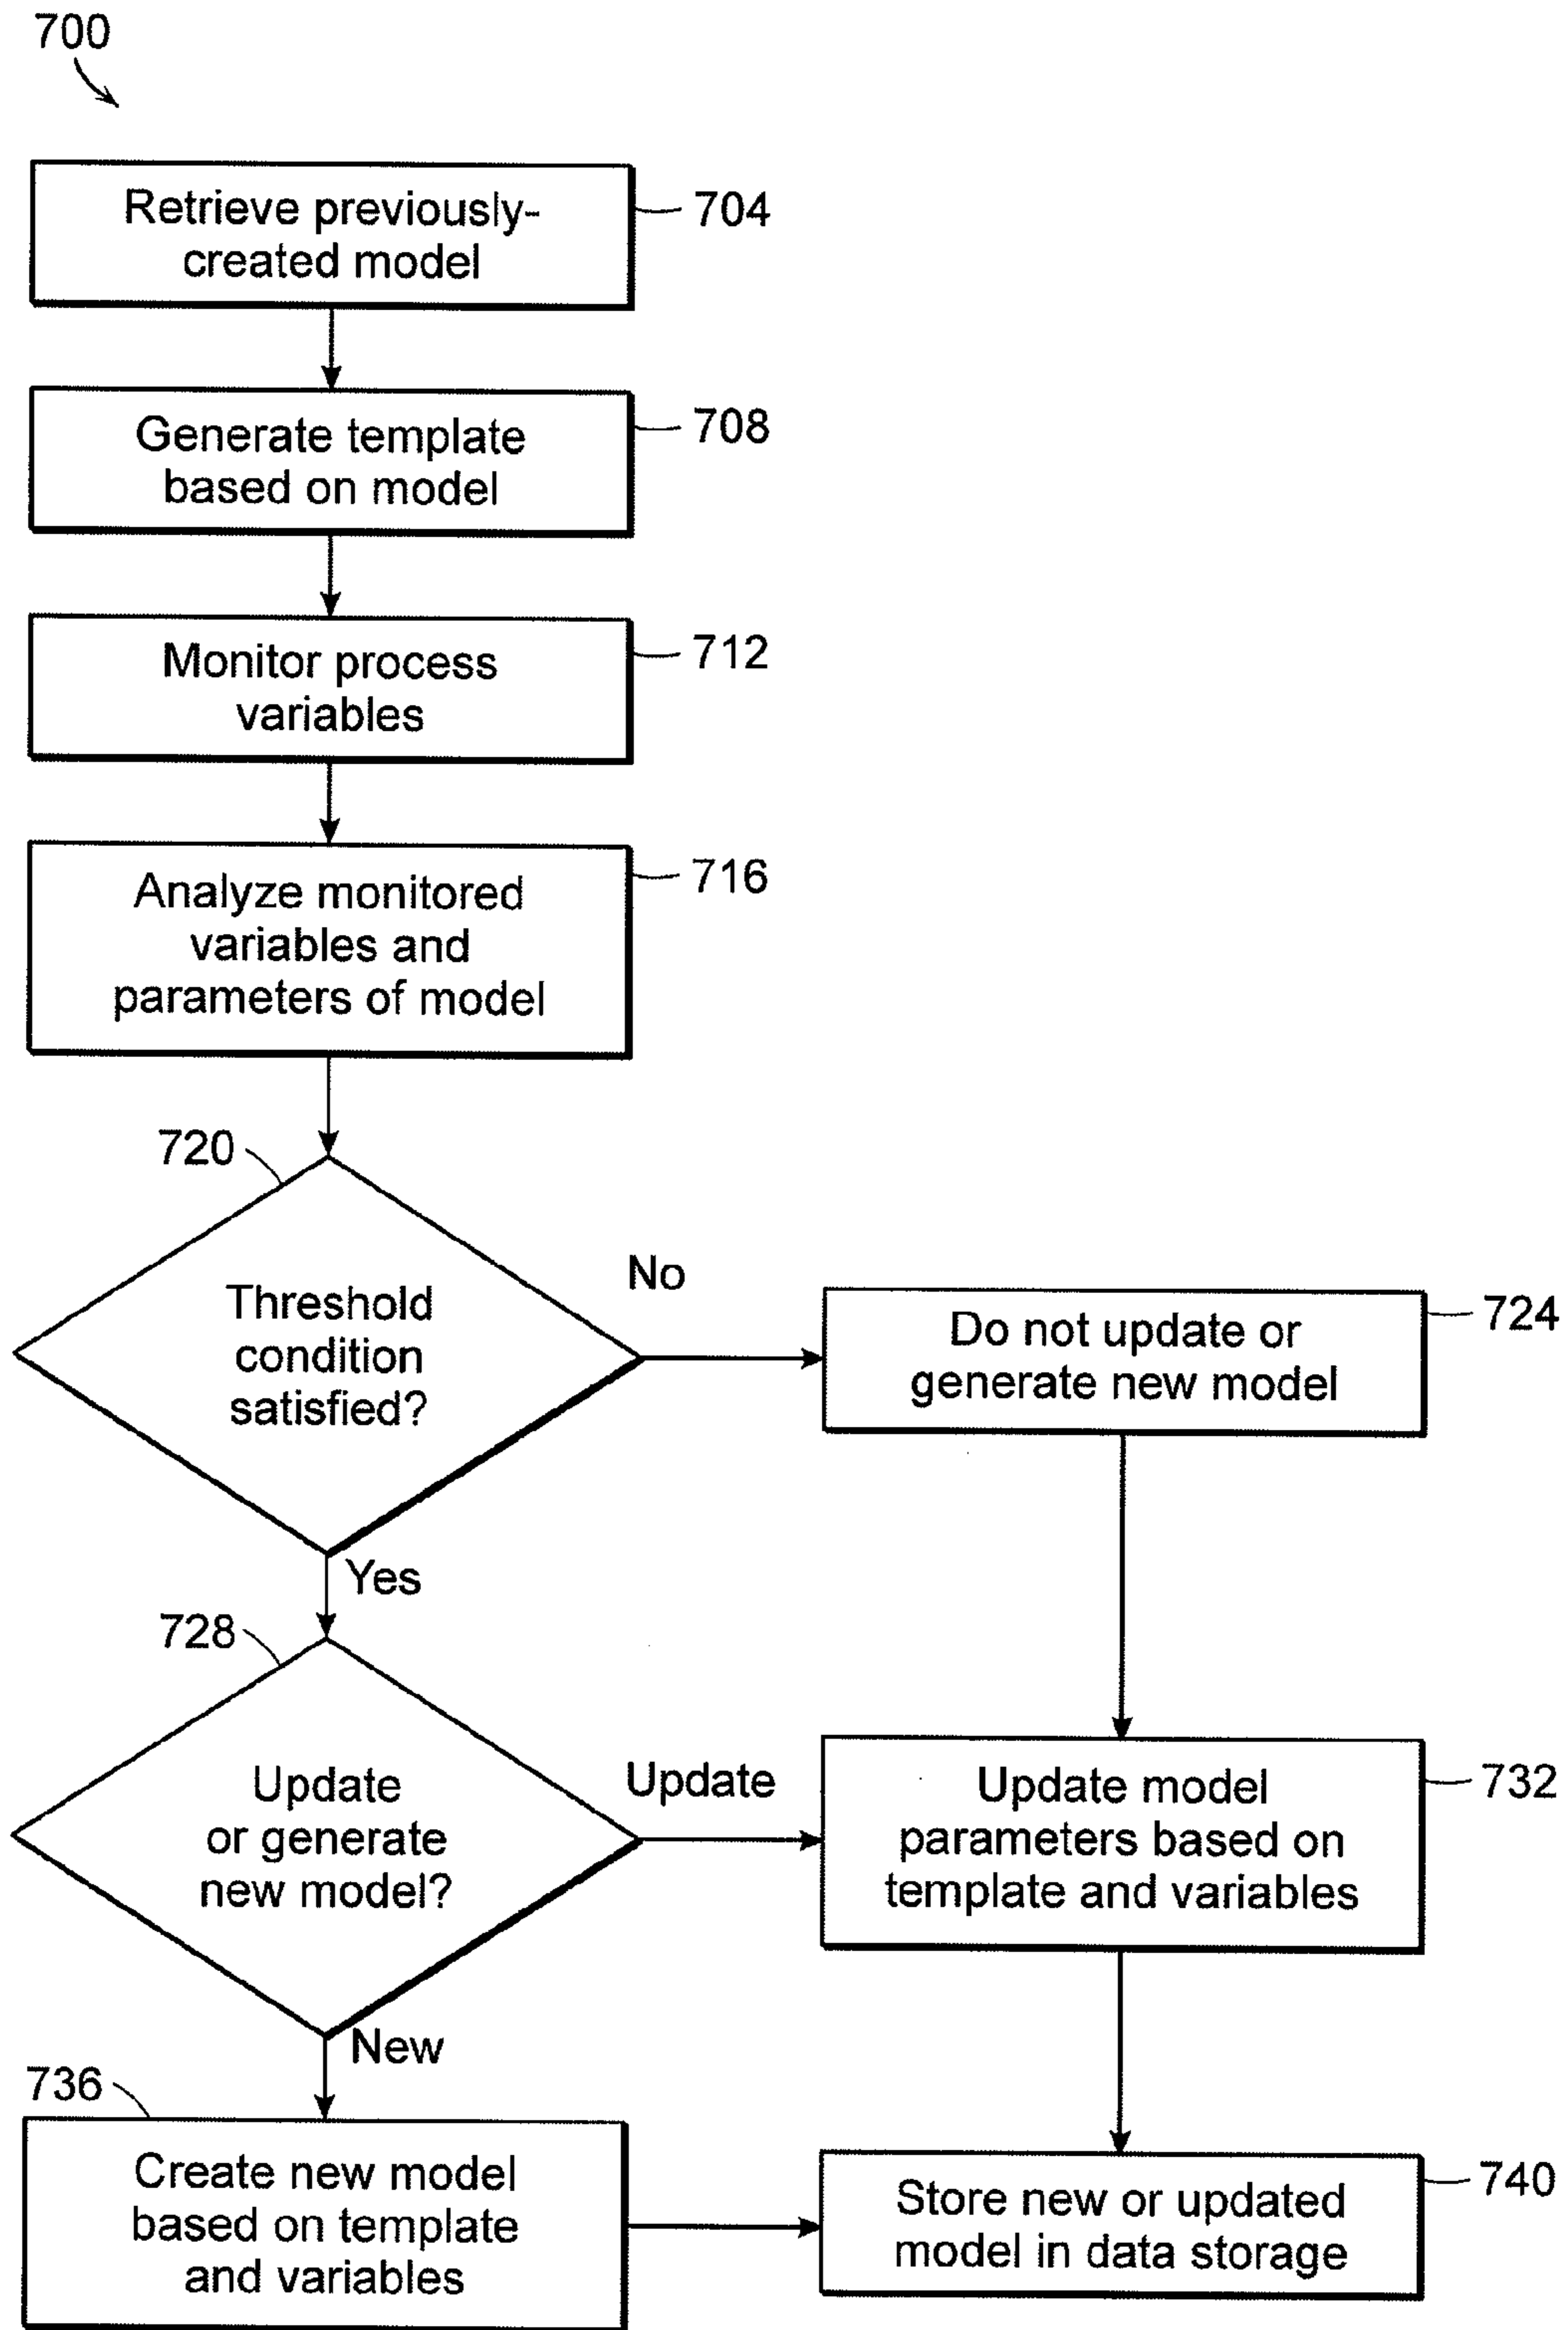 700
Retrieve previously-
created model
704
Generate template
based on model
708
Monitor process
variables
712
Analyze monitored
variables and
parameters of model
716
720
Threshold
condition
satisfied?
No
Do not update or
generate new model
724
Yes
728
Update
or generate
new model?
Update
Update model
parameters based on
template and variables
732
New
736
Create new model
based on template
and variables
Store new or updated
model in data storage
740